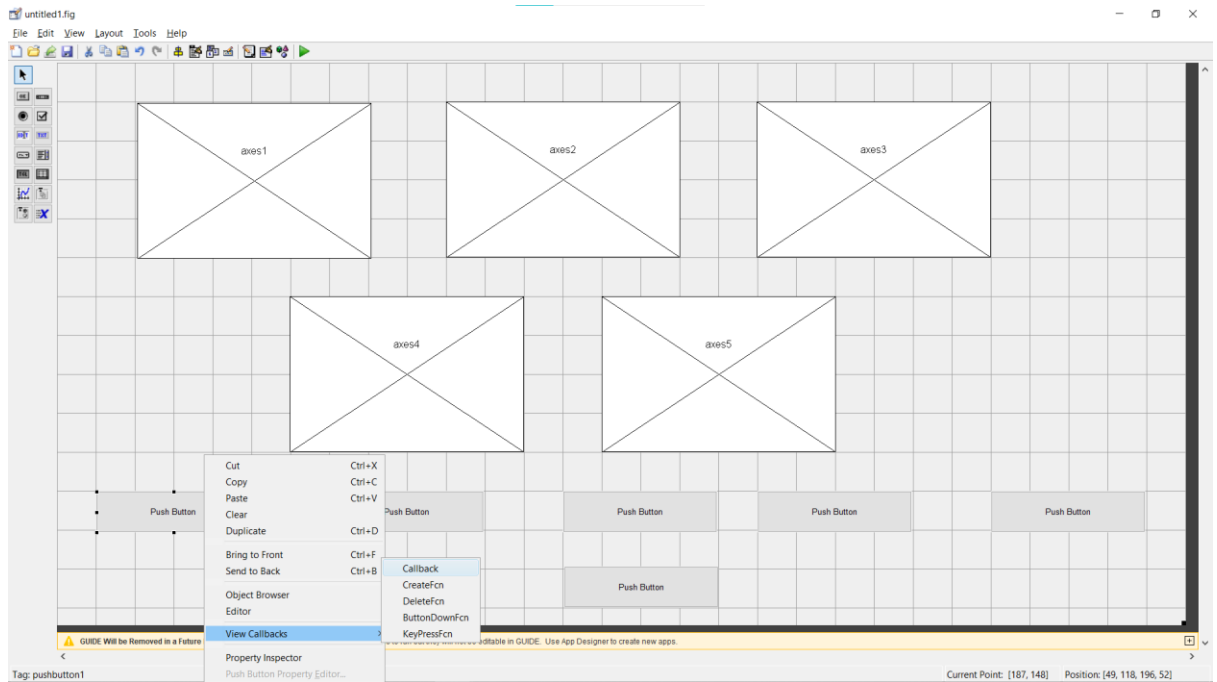 untitled1.fig
File Edit View Layout Tools Help
axes1
axes2
axes3
axes4
axes5
Cut Ctrl+X
Copy Ctrl+C
Paste Ctrl+V
Clear
Duplicate Ctrl+D
Bring to Front Ctrl+F
Send to Back Ctrl+B
Object Browser
Editor
View Callbacks
Property Inspector
Push Button Property Editor...
Callback
CreateFcn
DeleteFcn
ButtonDownFcn
KeyPressFcn
Push Button
Push Button
Push Button
Push Button
Push Button
Push Button
GUIDE Will be Removed in a Future
editable in GUIDE. Use App Designer to create new apps.
Tag: pushbutton1
Current Point: [187, 148] Position: [49, 118, 196, 52]